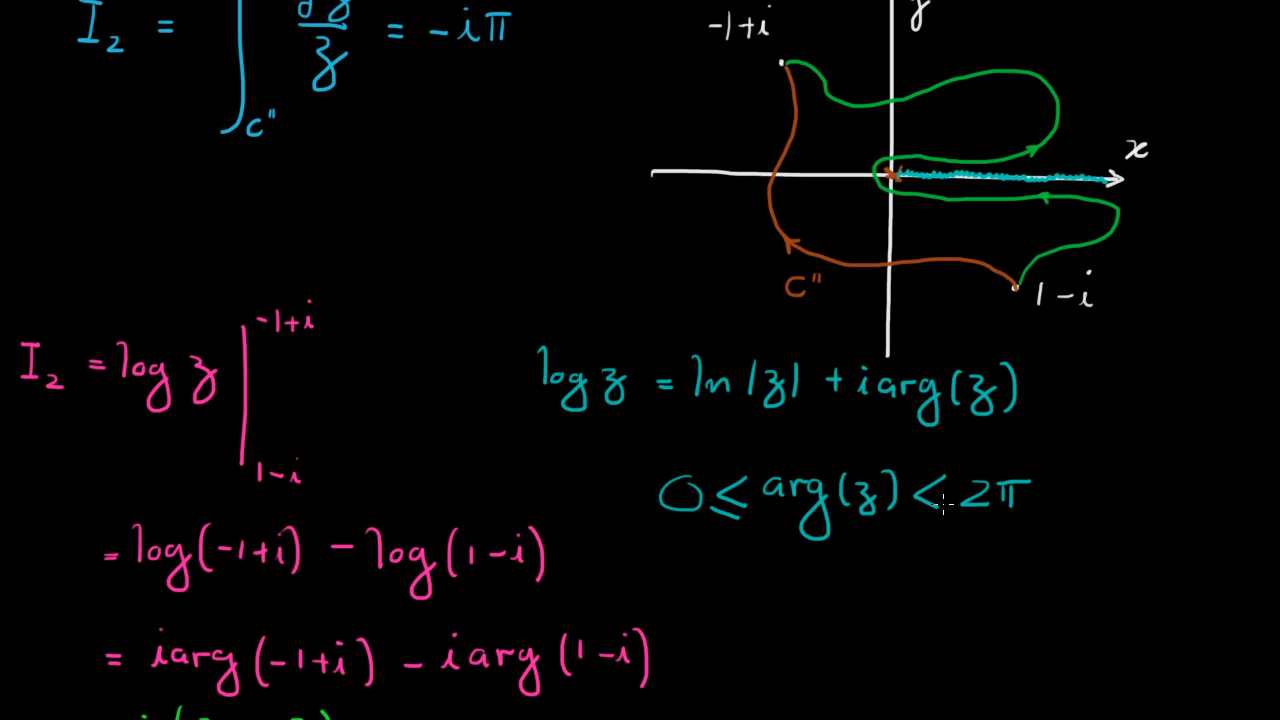 I₂ = ∫_C'' dz/z = -iπ
-1+i
y
x
C''
1-i
I₂ = log z |_{1-i}^{-1+i}
log z = ln|z| + i arg(z)
0 ≤ arg(z) < 2π
= log(-1+i) - log(1-i)
= i arg(-1+i) - i arg(1-i)